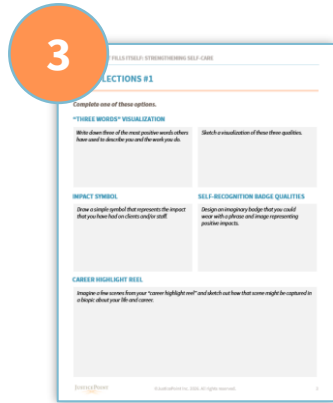 3
FILLS ITSELF: STRENGTHENING SELF-CARE
LECTIONS #1
Complete one of these options.
"THREE WORDS" VISUALIZATION
Write down three of the most positive words others
have used to describe you and the work you do.
Sketch a visualization of these three qualities.
IMPACT SYMBOL
Draw a simple symbol that represents the impact
that you have had on clients and/or staff.
SELF-RECOGNITION BADGE QUALITIES
Design an imaginary badge that you could
wear with a phrase and image representing
positive impacts.
CAREER HIGHLIGHT REEL
Imagine a few scenes from your "career highlight reel" and sketch out how that scene might be captured in
a biopic about your life and career.
All rights reserved